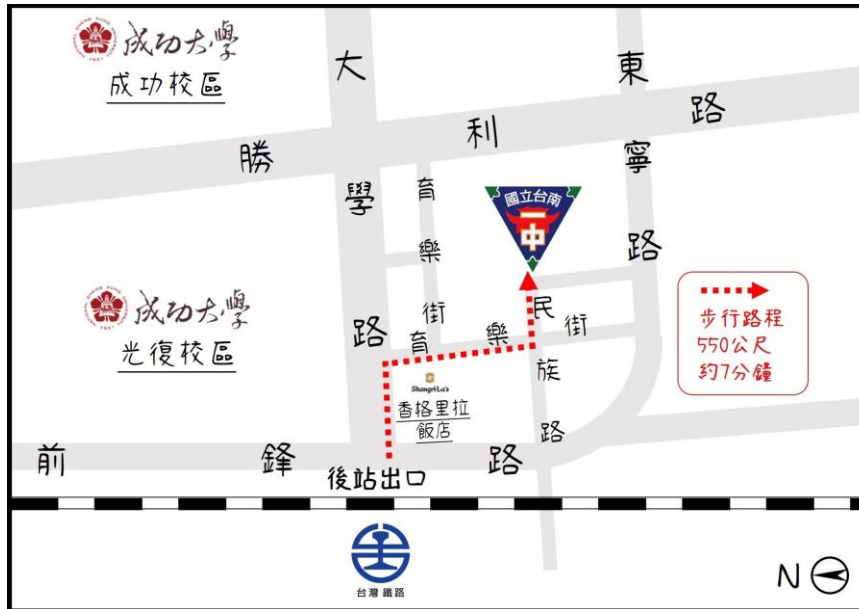 成功大學
成功校區
大學路
東寧路
勝利路
育樂街
國立台南
一中
成功大學
光復校區
育樂街
民族路
步行路程
550公尺
約7分鐘
Shangri-La's
香格里拉
飯店
前鋒路
後站出口
台灣鐵路
N